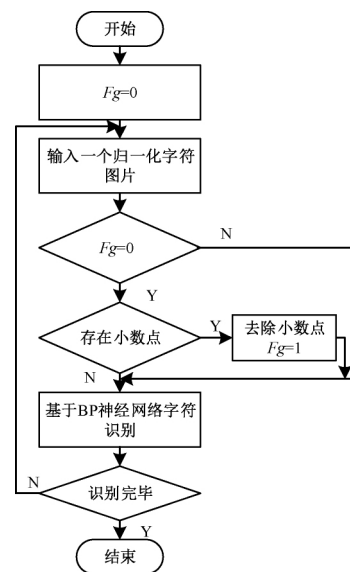 开始
Fg=0
输入一个归一化字符
图片
Fg=0
N
Y
存在小数点
Y
去除小数点
Fg=1
N
基于BP神经网络字符
识别
N
识别完毕
Y
结束